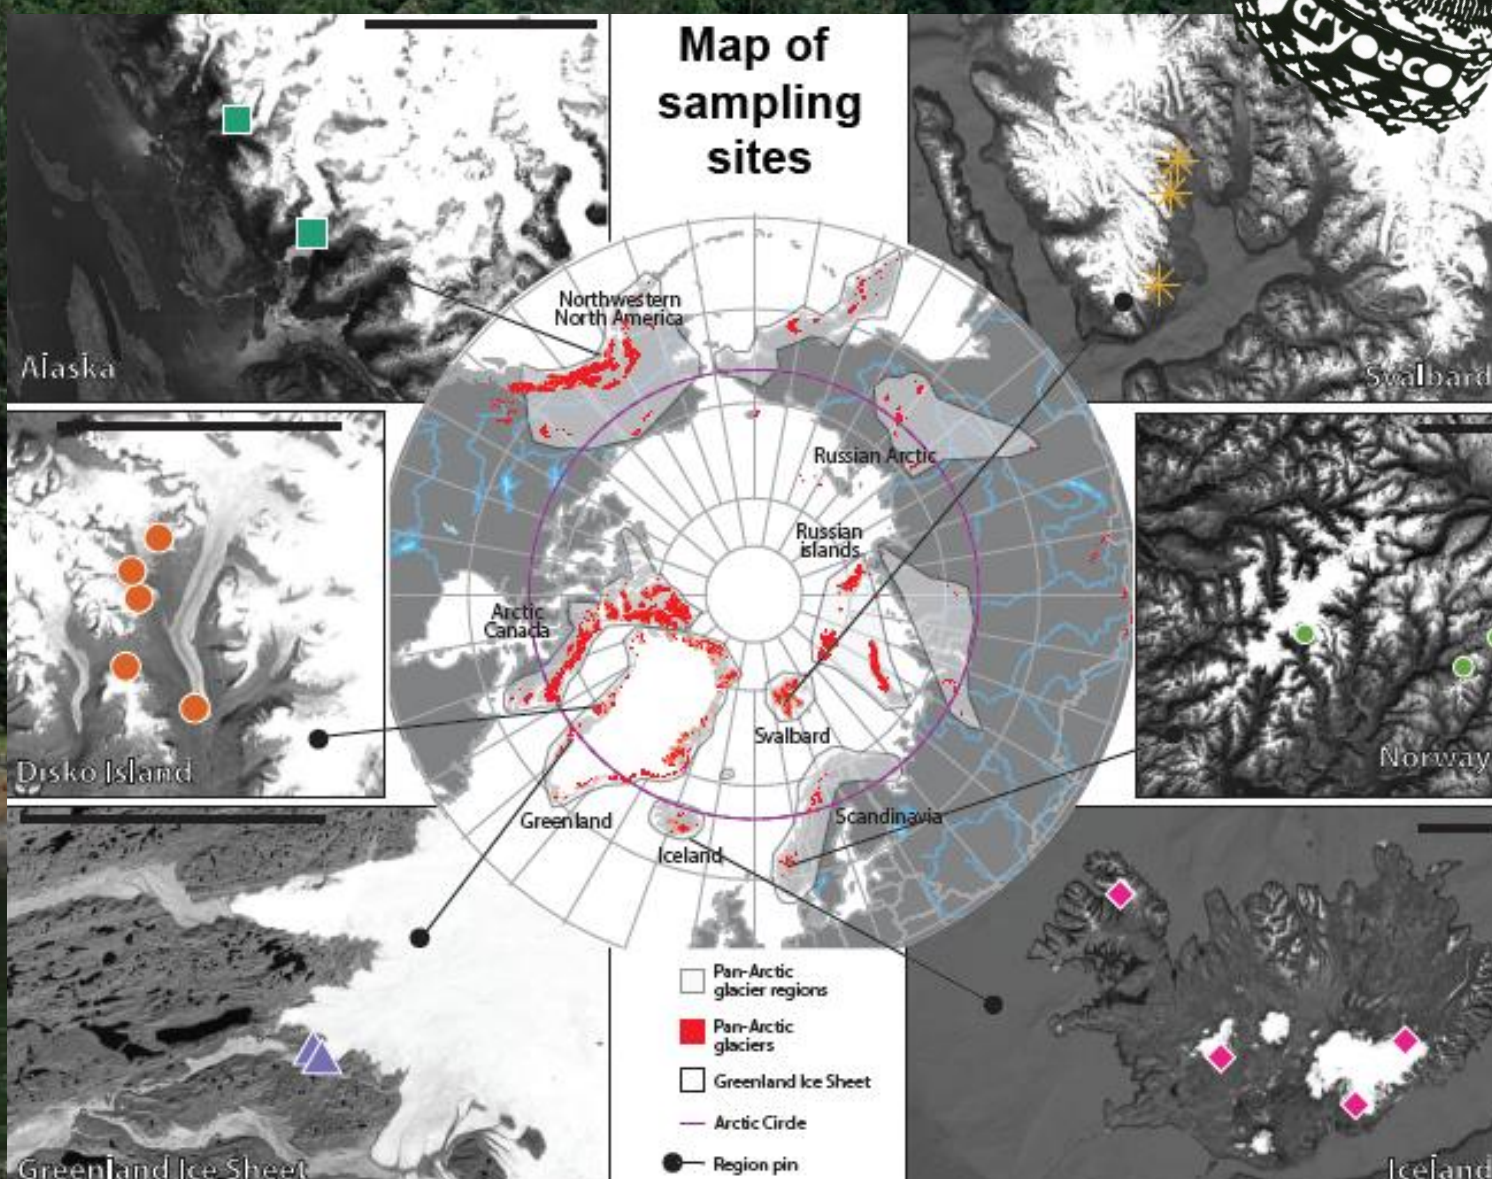 Map of
sampling
sites
cryoeco
Alaska
Svalbard
Northwestern
North America
Russian Arctic
Russian
islands
Arctic
Canada
Svalbard
Disko Island
Norway
Greenland
Scandinavia
Iceland
Pan-Arctic
glacier regions
Pan-Arctic
glaciers
Greenland Ice Sheet
Arctic Circle
Region pin
Greenland Ice Sheet
Iceland